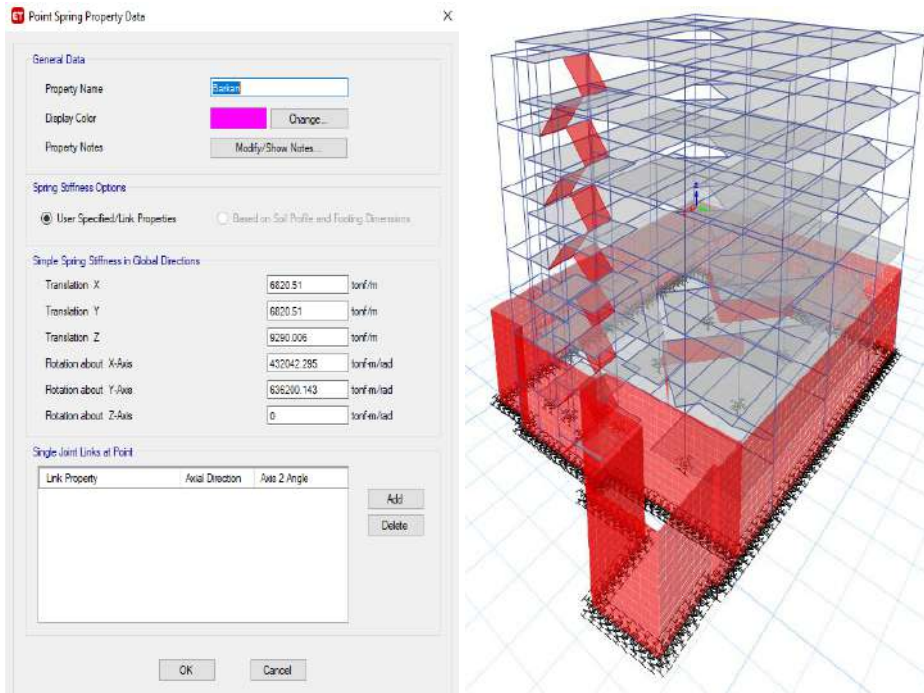 ET Point Spring Property Data X
General Data
Property Name Barkan
Display Color Change...
Property Notes Modify/Show Notes...
Spring Stiffness Options
User Specified/Link Properties Based on Soil Profile and Footing Dimensions
Simple Spring Stiffness in Global Directions
Translation X 6820.51 tonf/m
Translation Y 6820.51 tonf/m
Translation Z 9290.006 tonf/m
Rotation about X-Axis 432042.295 tonf-m/rad
Rotation about Y-Axis 636200.143 tonf-m/rad
Rotation about Z-Axis 0 tonf-m/rad
Single Joint Links at Point
Link Property Axial Direction Axis 2 Angle
Add
Delete
OK Cancel